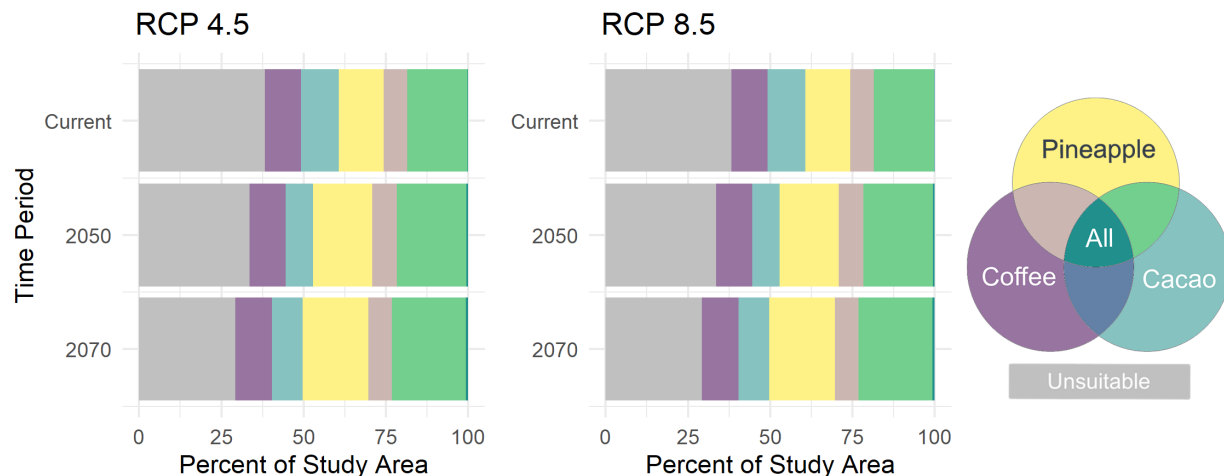 RCP 4.5
RCP 8.5
Time Period
Current
2050
2070
0 25 50 75 100
Percent of Study Area
Current
2050
2070
0 25 50 75 100
Percent of Study Area
Pineapple
All
Coffee
Cacao
Unsuitable